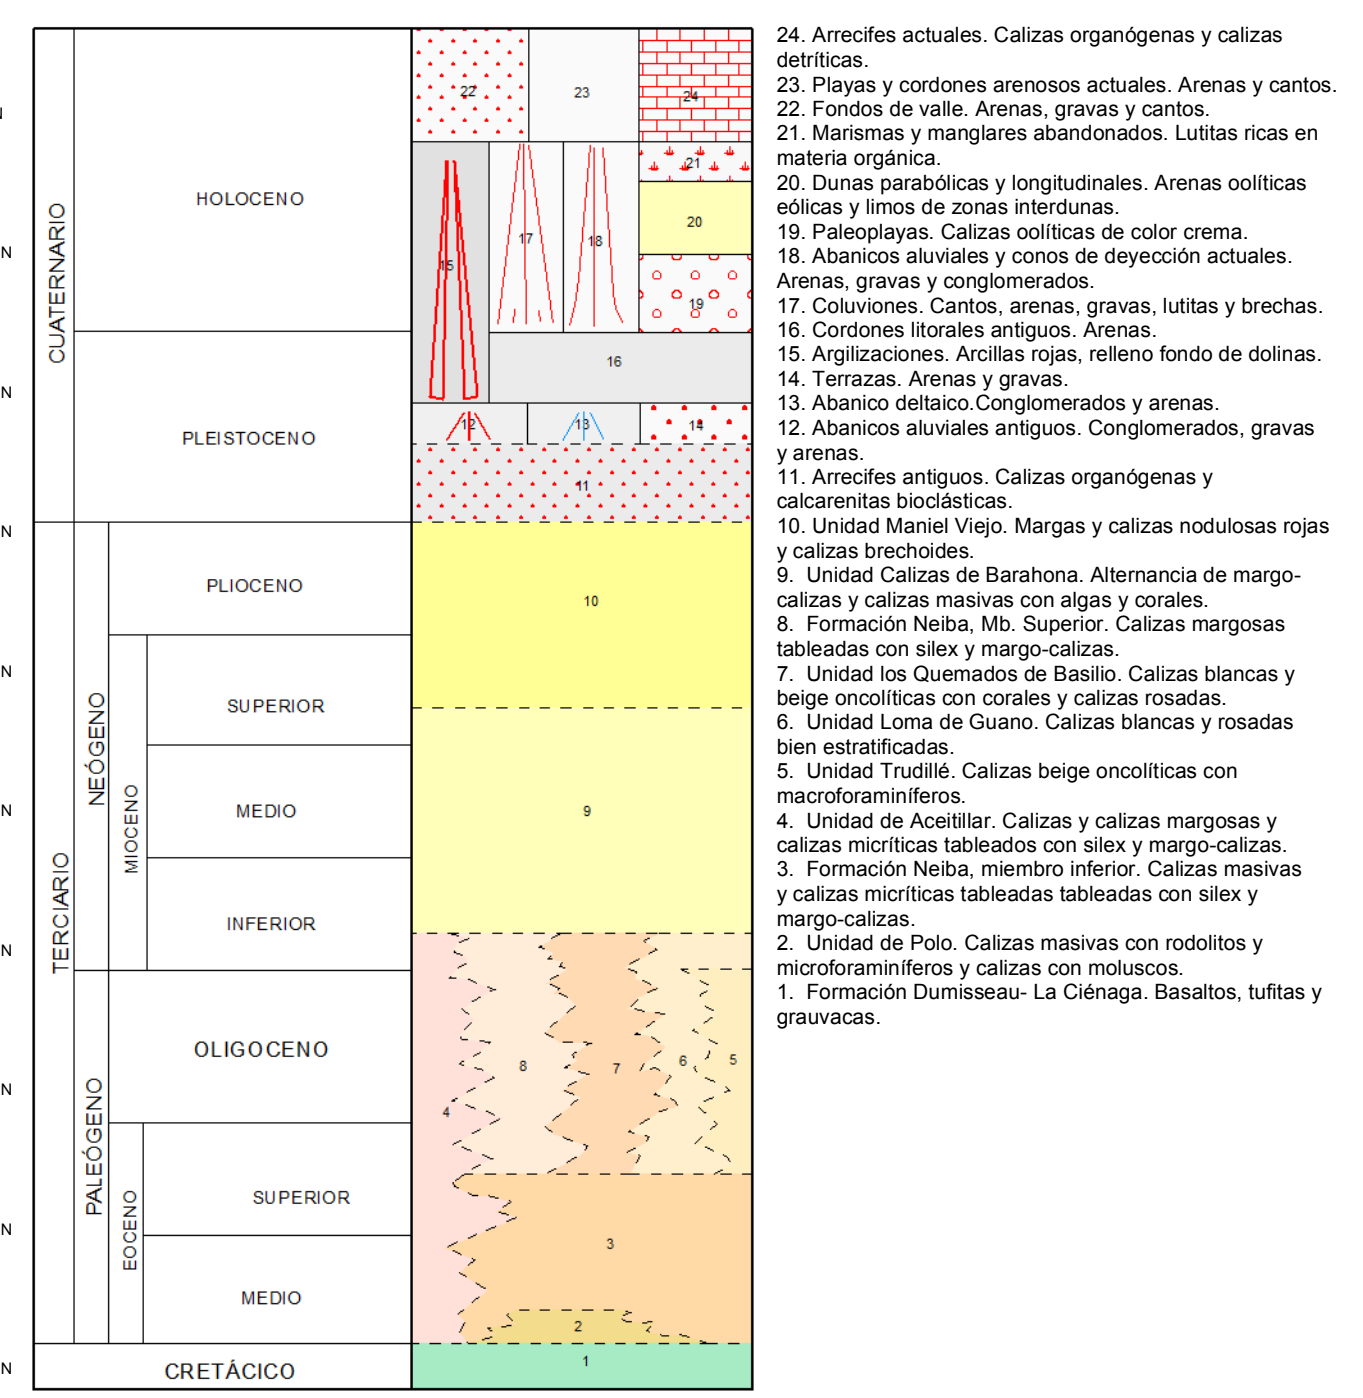 N
N
N
N
N
N
N
N
N
N
CUATERNARIO
HOLOCENO
PLEISTOCENO
TERCIARIO
NEÓGENO
PLIOCENO
MIOCENO
SUPERIOR
MEDIO
INFERIOR
PALEÓGENO
OLIGOCENO
EOCENO
SUPERIOR
MEDIO
CRETÁCICO
22
23
24
21
20
19
15
17
18
16
12
13
14
11
10
9
4
8
7
6
5
3
2
1
24. Arrecifes actuales. Calizas organógenas y calizas
detríticas.
23. Playas y cordones arenosos actuales. Arenas y cantos.
22. Fondos de valle. Arenas, gravas y cantos.
21. Marismas y manglares abandonados. Lutitas ricas en
materia orgánica.
20. Dunas parabólicas y longitudinales. Arenas oolíticas
eólicas y limos de zonas interdunas.
19. Paleoplayas. Calizas oolíticas de color crema.
18. Abanicos aluviales y conos de deyección actuales.
Arenas, gravas y conglomerados.
17. Coluviones. Cantos, arenas, gravas, lutitas y brechas.
16. Cordones litorales antiguos. Arenas.
15. Argilizaciones. Arcillas rojas, relleno fondo de dolinas.
14. Terrazas. Arenas y gravas.
13. Abanico deltaico.Conglomerados y arenas.
12. Abanicos aluviales antiguos. Conglomerados, gravas
y arenas.
11. Arrecifes antiguos. Calizas organógenas y
calcarenitas bioclásticas.
10. Unidad Maniel Viejo. Margas y calizas nodulosas rojas
y calizas brechoides.
9. Unidad Calizas de Barahona. Alternancia de margo-
calizas y calizas masivas con algas y corales.
8. Formación Neiba, Mb. Superior. Calizas margosas
tableadas con silex y margo-calizas.
7. Unidad los Quemados de Basilio. Calizas blancas y
beige oncolíticas con corales y calizas rosadas.
6. Unidad Loma de Guano. Calizas blancas y rosadas
bien estratificadas.
5. Unidad Trudillé. Calizas beige oncolíticas con
macroforaminíferos.
4. Unidad de Aceitillar. Calizas y calizas margosas y
calizas micríticas tableados con silex y margo-calizas.
3. Formación Neiba, miembro inferior. Calizas masivas
y calizas micríticas tableadas tableadas con silex y
margo-calizas.
2. Unidad de Polo. Calizas masivas con rodolitos y
microforaminíferos y calizas con moluscos.
1. Formación Dumisseau- La Ciénaga. Basaltos, tufitas y
grauvacas.